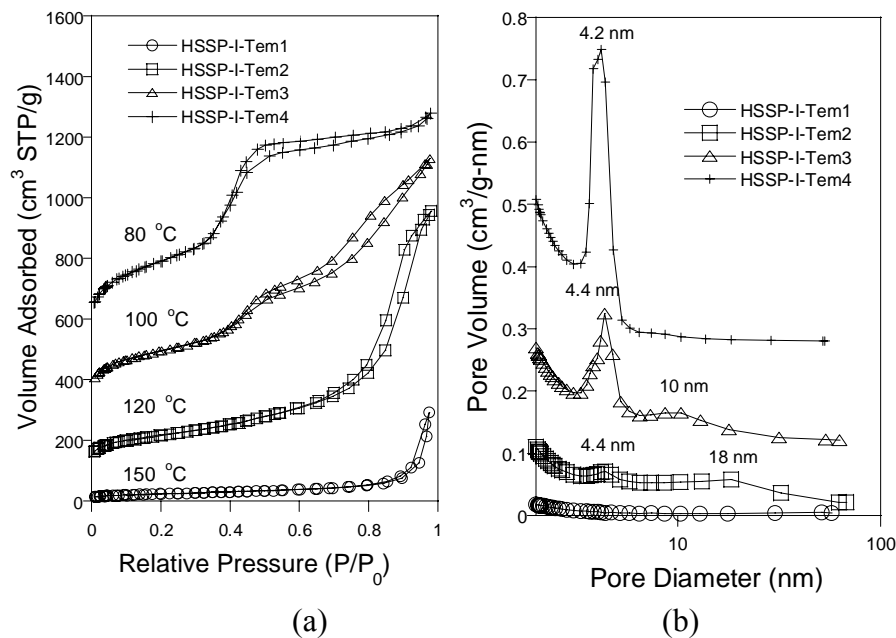 1600
1400
1200
1000
800
600
400
200
0
Volume Adsorbed (cm³ STP/g)
HSSP-I-Tem1
HSSP-I-Tem2
HSSP-I-Tem3
HSSP-I-Tem4
80 °C
100 °C
120 °C
150 °C
0 0.2 0.4 0.6 0.8 1
Relative Pressure (P/P₀)
(a)
0.8
0.7
0.6
0.5
0.4
0.3
0.2
0.1
0
Pore Volume (cm³/g-nm)
4.2 nm
HSSP-I-Tem1
HSSP-I-Tem2
HSSP-I-Tem3
HSSP-I-Tem4
4.4 nm
10 nm
4.4 nm
18 nm
10 100
Pore Diameter (nm)
(b)